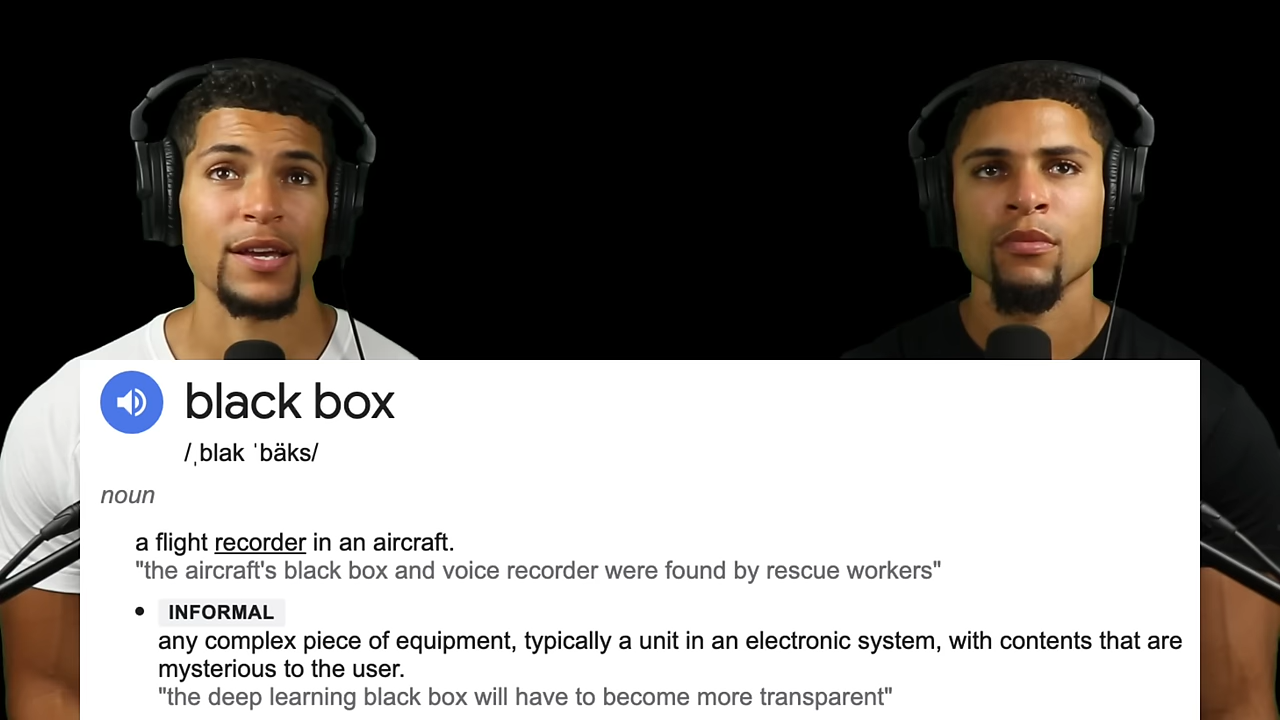 black box
/ˌblak ˈbäks/
noun
a flight recorder in an aircraft.
"the aircraft's black box and voice recorder were found by rescue workers"
• INFORMAL
any complex piece of equipment, typically a unit in an electronic system, with contents that are
mysterious to the user.
"the deep learning black box will have to become more transparent"